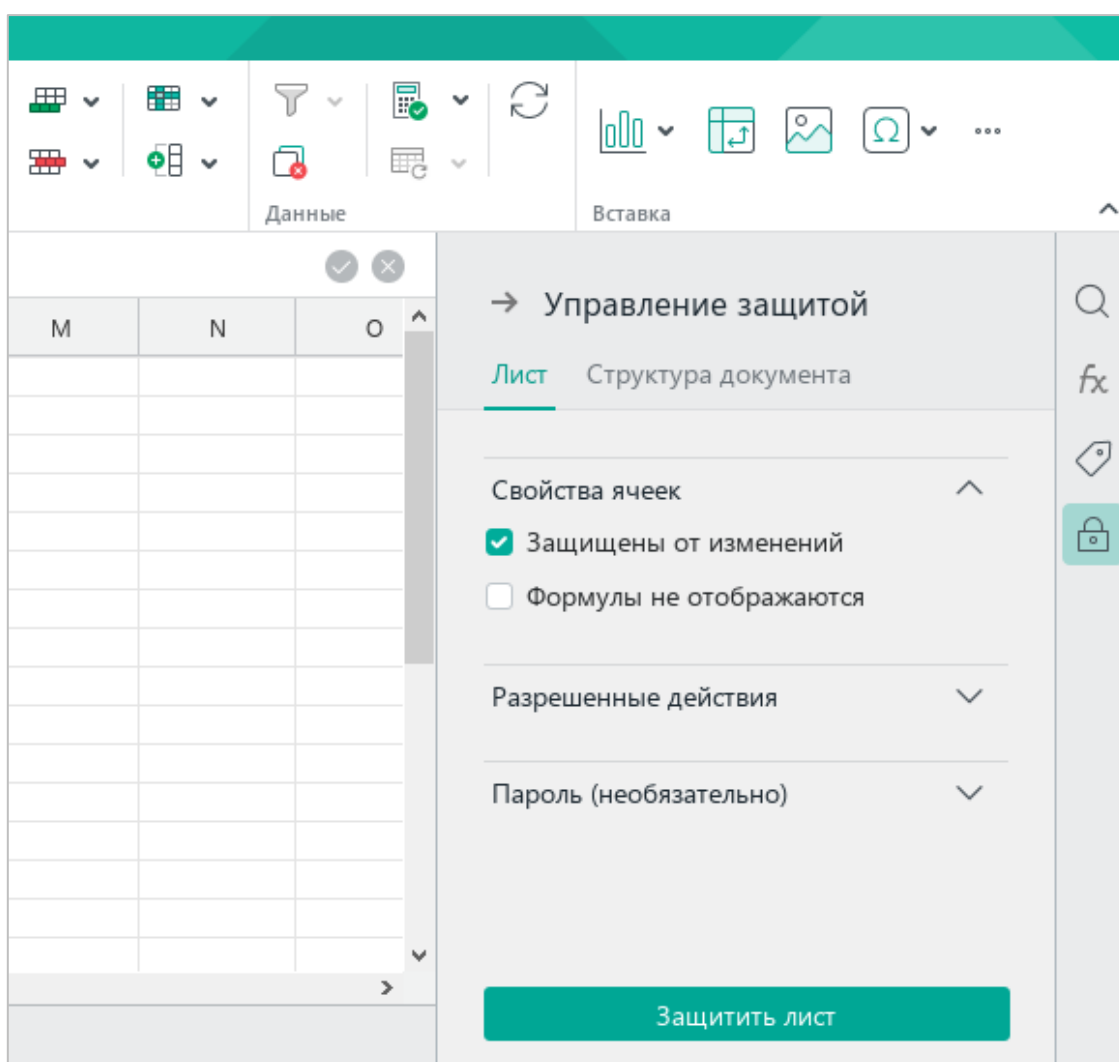 Данные
Вставка
M N O
Управление защитой
Лист Структура документа
fx
Свойства ячеек
Защищены от изменений
Формулы не отображаются
Разрешенные действия
Пароль (необязательно)
Защитить лист